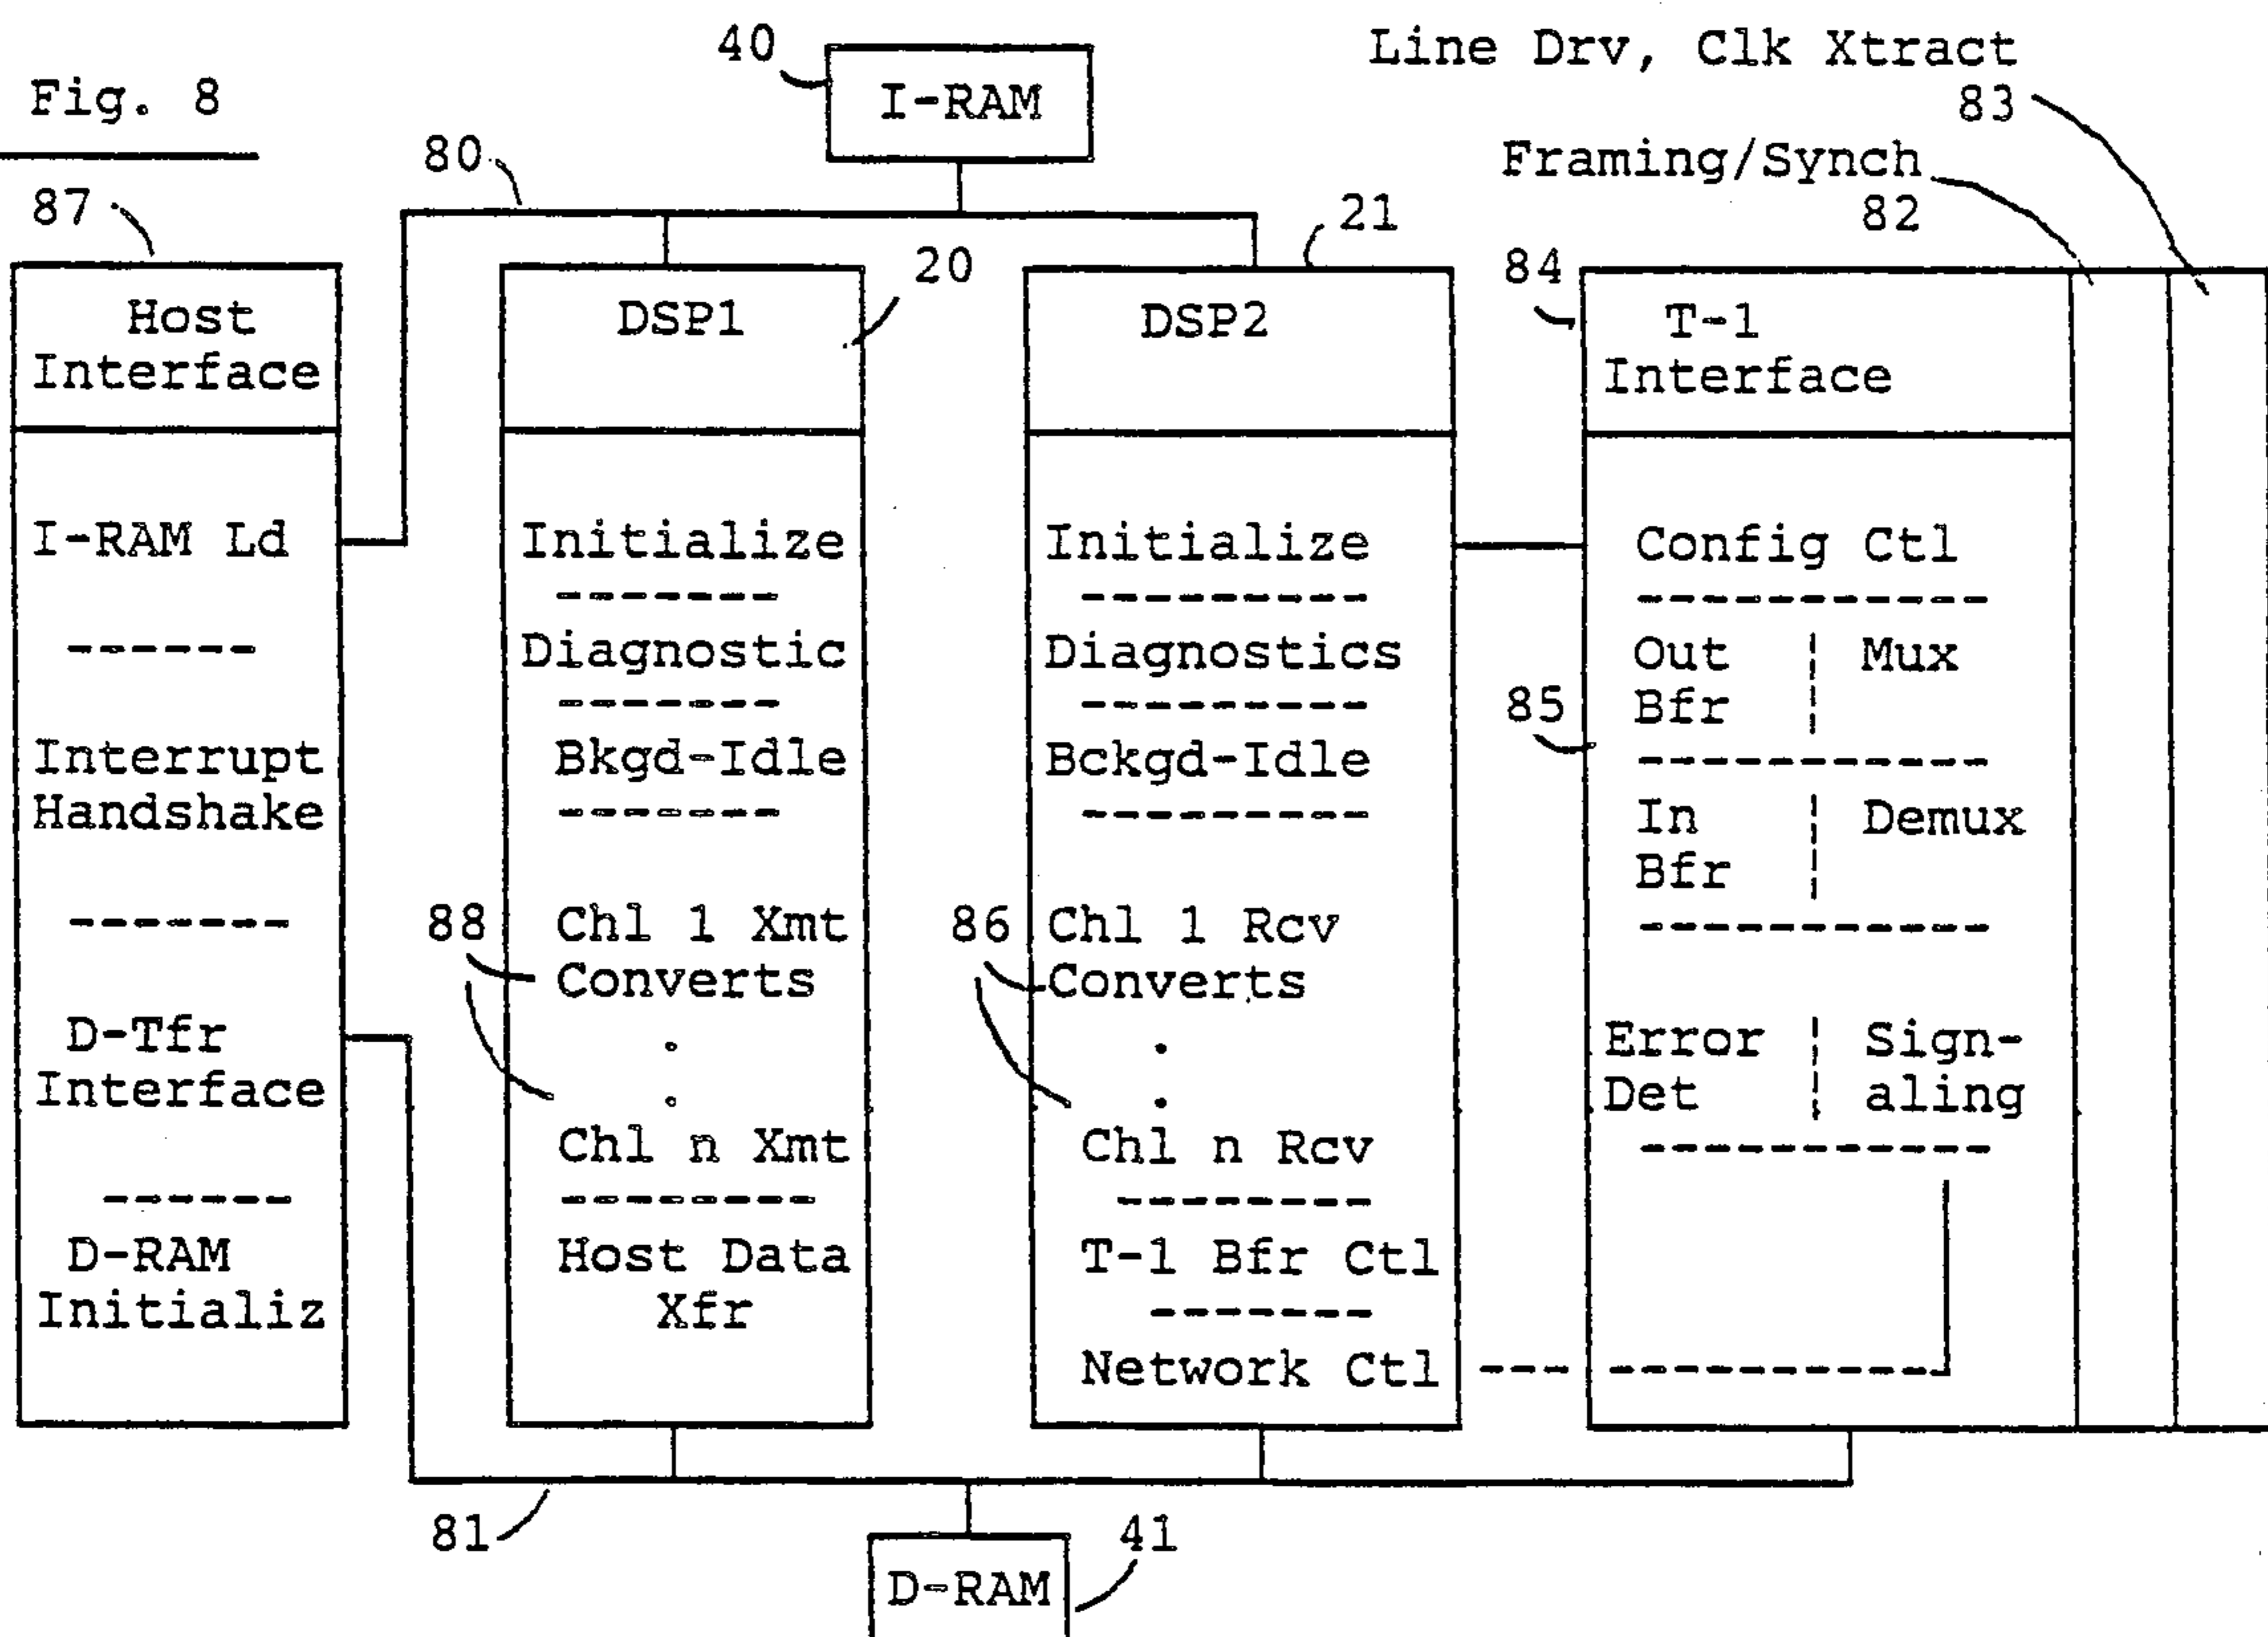 Fig. 8
40
I-RAM
Line Drv, Clk Xtract
83
Framing/Synch
82
80
87
Host
Interface
I-RAM Ld
------
Interrupt
Handshake
-------
D-Tfr
Interface
------
D-RAM
Initializ
20
DSP1
Initialize
-------
Diagnostic
-------
Bkgd-Idle
-------
88
Chl 1 Xmt
Converts
.
.
Chl n Xmt
--------
Host Data
Xfr
21
DSP2
Initialize
---------
Diagnostics
---------
Bckgd-Idle
---------
86
Chl 1 Rcv
Converts
.
.
Chl n Rcv
--------
T-1 Bfr Ctl
-------
Network Ctl
84
T-1
Interface
Config Ctl
-----------
85
Out Bfr
Mux
-----------
In Bfr
Demux
-----------
Error Det
Sign-
aling
-----------
81
41
D-RAM